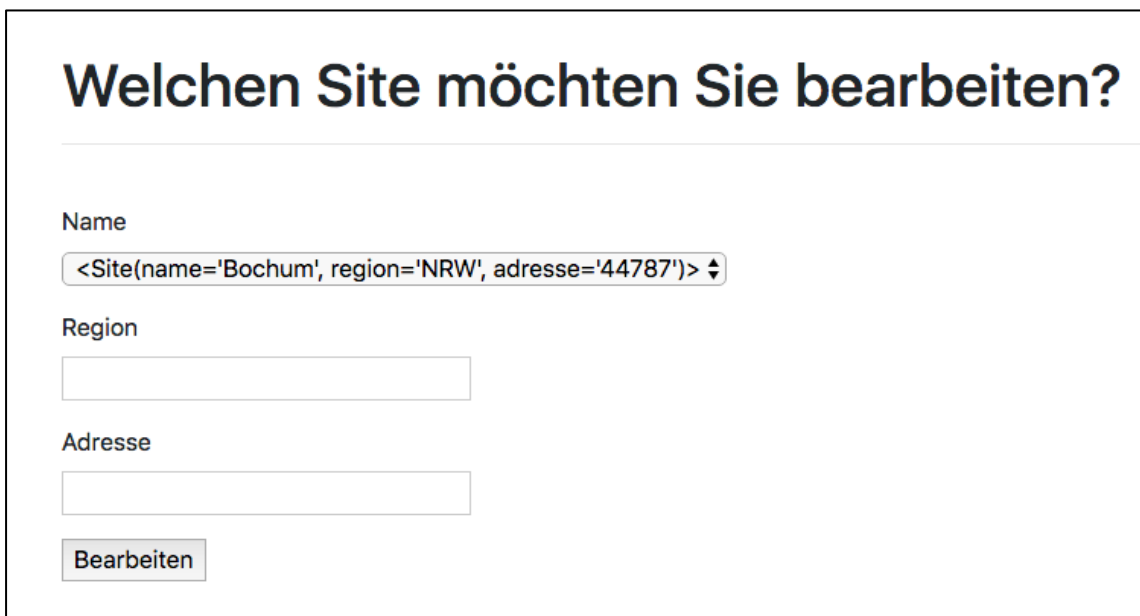 Welchen Site möchten Sie bearbeiten?
Name
<Site(name='Bochum', region='NRW', adresse='44787')>
Region
Adresse
Bearbeiten